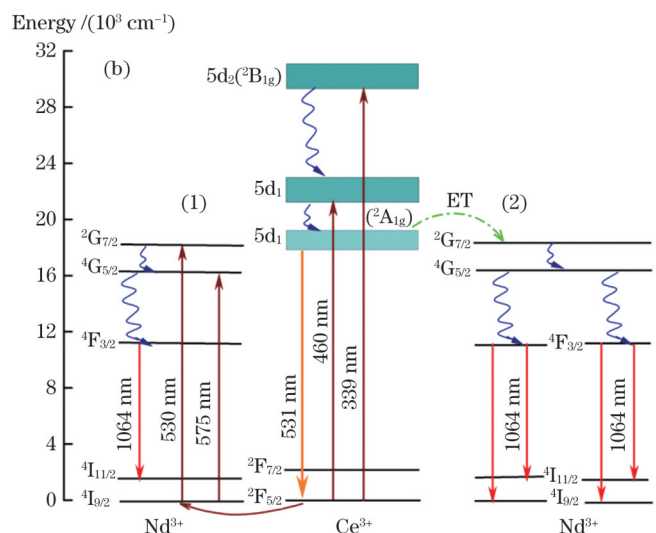 Energy /(10³ cm⁻¹)
32
28
24
20
16
12
8
4
0
(b)
5d₂(²B₁g)
5d₁
(²A₁g)
5d₁
ET
(1)
(2)
²G₇/₂
⁴G₅/₂
⁴F₃/₂
⁴I₁₁/₂
⁴I₉/₂
1064 nm
530 nm
575 nm
531 nm
460 nm
339 nm
²F₇/₂
²F₅/₂
²G₇/₂
⁴G₅/₂
⁴F₃/₂
1064 nm
1064 nm
⁴I₁₁/₂
⁴I₉/₂
Nd³⁺
Ce³⁺
Nd³⁺